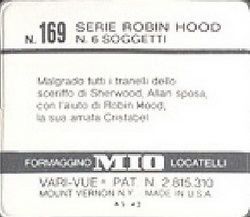 N. 169 SERIE ROBIN HOOD
N. 6 SOGGETTI
Malgrado tutti i tranelli dello
sceriffo di Sherwood, Allan sposa,
con l'aiuto di Robin Hood,
la sua amata Cristabel
FORMAGGINO MIO LOCATELLI
VARI-VUE • PAT. N. 2.815.310
MOUNT VERNON N.Y. MADE IN U.S.A.